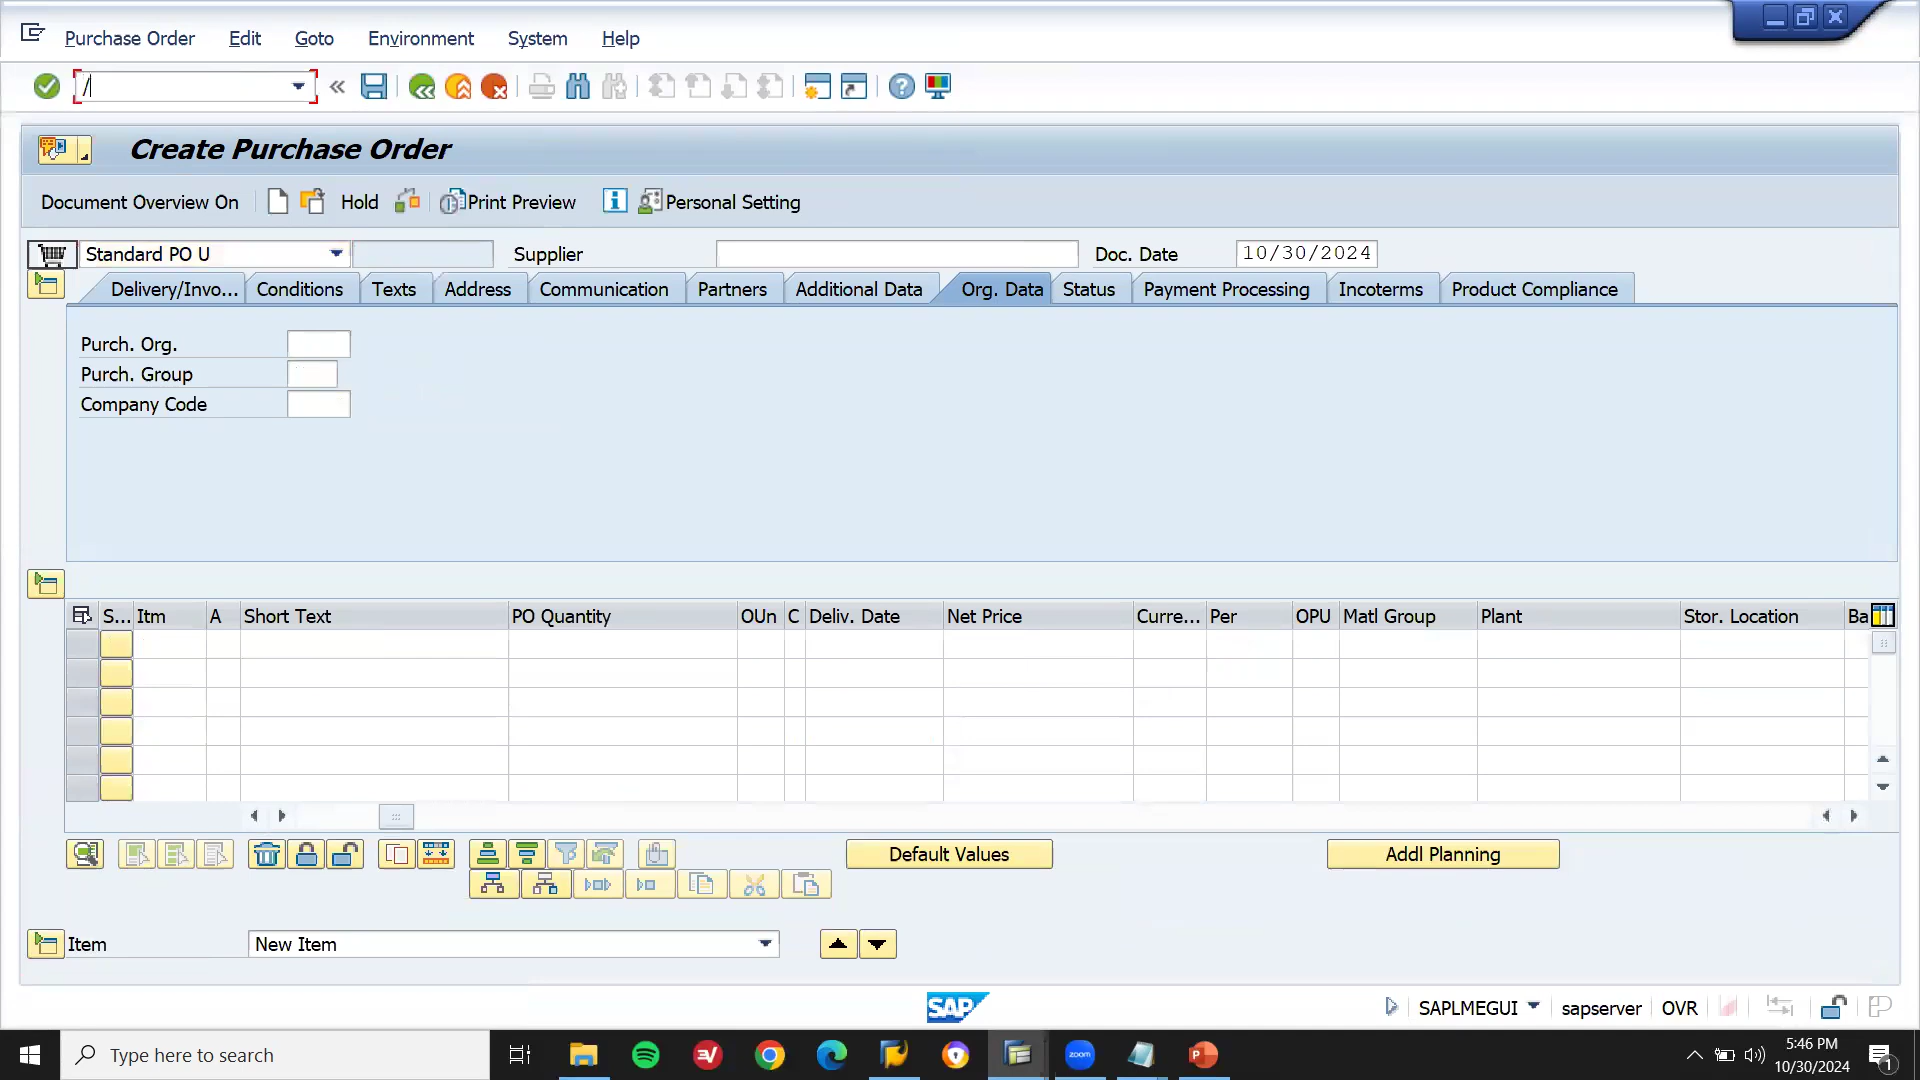 Purchase Order Edit Goto Environment System Help
/
Create Purchase Order
Document Overview On Hold Print Preview Personal Setting
Standard PO U Supplier Doc. Date 10/30/2024
Delivery/Invo... Conditions Texts Address Communication Partners Additional Data Org. Data Status Payment Processing Incoterms Product Compliance
Purch. Org.
Purch. Group
Company Code
S... Itm A Short Text PO Quantity OUn C Deliv. Date Net Price Curre... Per OPU Matl Group Plant Stor. Location Ba
Default Values Addl Planning
Item New Item
SAP SAPLMEGUI sapserver OVR
Type here to search zoom 5:46 PM
10/30/2024 1